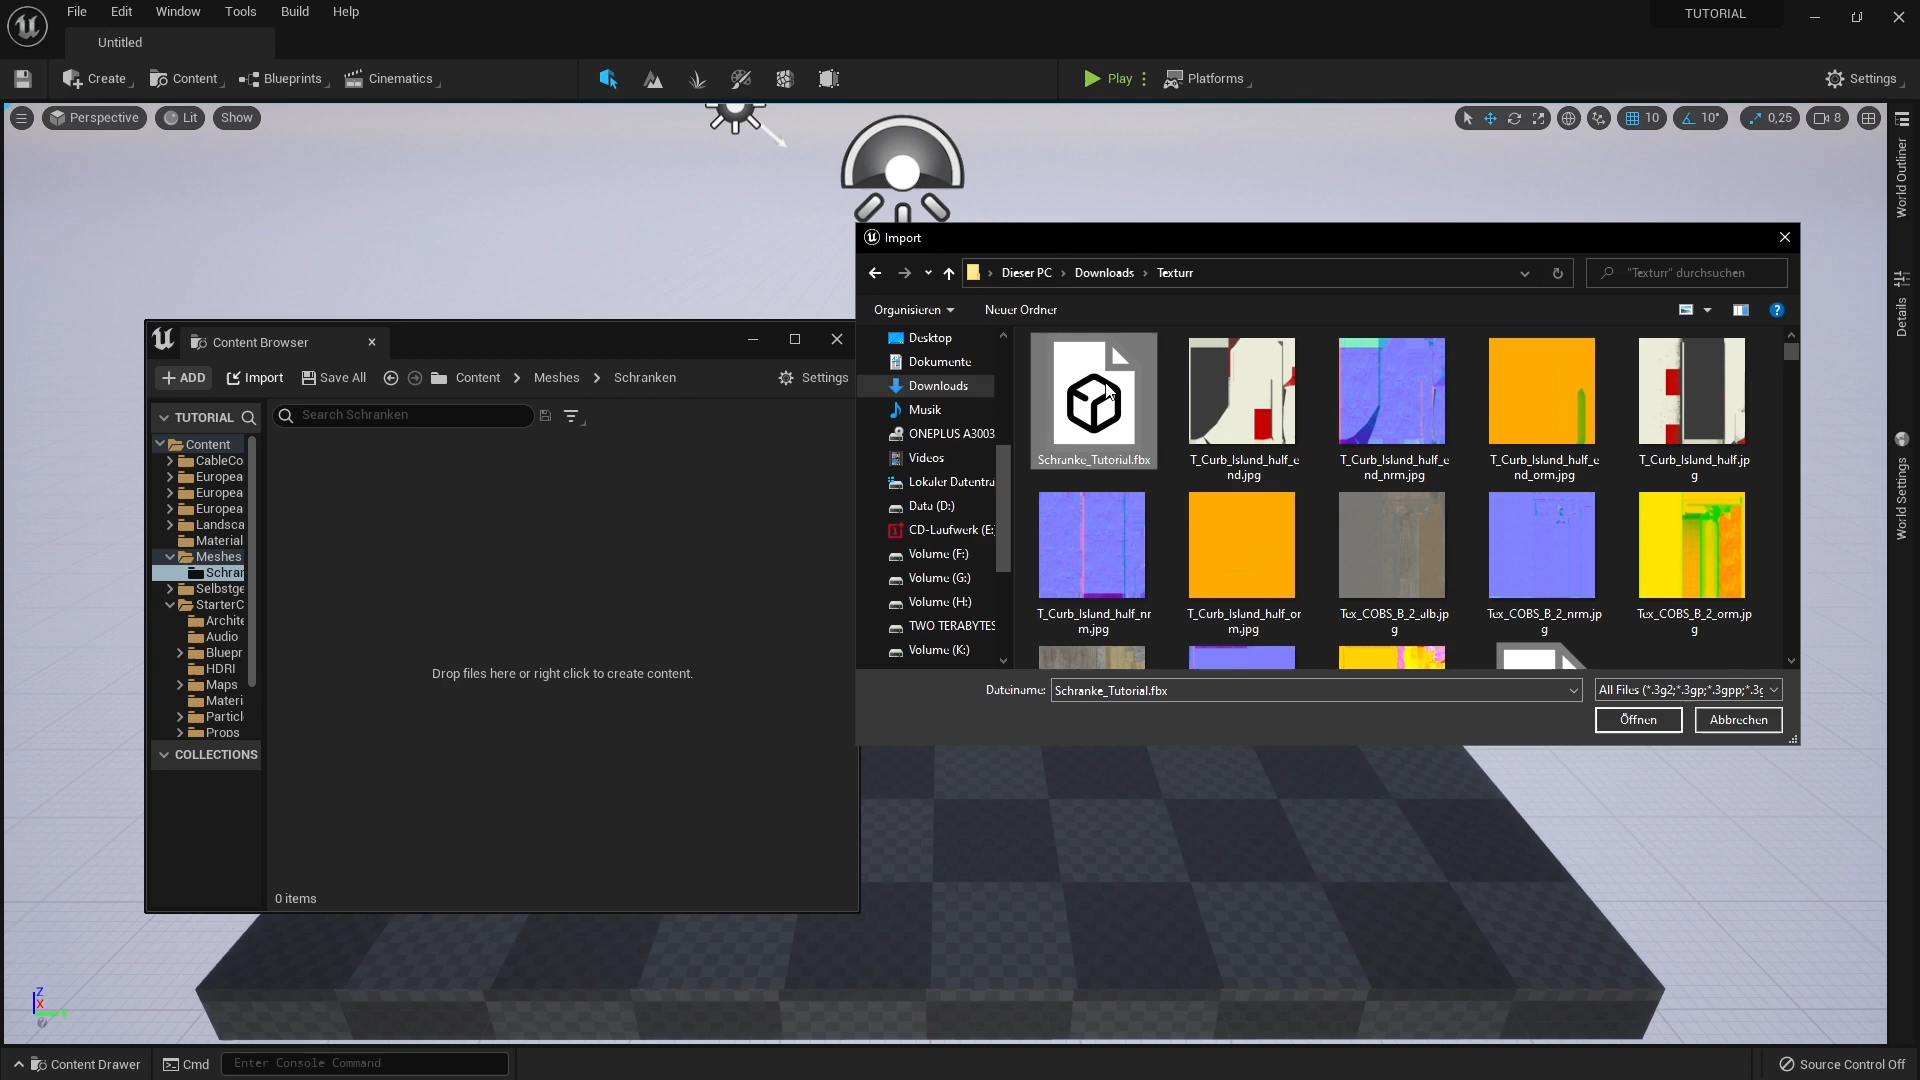 File Edit Window Tools Build Help
TUTORIAL
Untitled
Create Content Blueprints Cinematics
Play Platforms
Settings
Perspective Lit Show
10 10° 0,25 8
World Outliner
Details
World Settings
Import
Dieser PC Downloads Texturr
"Texturr" durchsuchen
Organisieren Neuer Ordner
Desktop
Dokumente
Downloads
Musik
ONEPLUS A3003
Videos
Lokaler Datentra
Data (D:)
CD-Laufwerk (E:
Volume (F:)
Volume (G:)
Volume (H:)
TWO TERABYTES
Volume (K:)
Schranke_Tutorial.fbx
T_Curb_Island_half_e
nd.jpg
T_Curb_Island_half_e
nd_nrm.jpg
T_Curb_Island_half_e
nd_orm.jpg
T_Curb_Island_half.jp
g
T_Curb_Island_half_nr
m.jpg
T_Curb_Island_half_or
m.jpg
Tex_COBS_B_2_alb.jp
g
Tex_COBS_B_2_nrm.jp
g
Tex_COBS_B_2_orm.jp
g
Dateiname: Schranke_Tutorial.fbx
All Files (*.3g2;*.3gp;*.3gpp;*.3g
Öffnen Abbrechen
Content Browser
ADD Import Save All Content Meshes Schranken Settings
TUTORIAL
Search Schranken
Content
CableCo
Europea
Europea
Europea
Landsca
Material
Meshes
Schrar
Selbstge
StarterC
Archite
Audio
Bluepr
HDRI
Maps
Materi
Particl
Props
COLLECTIONS
Drop files here or right click to create content.
0 items
Z
X
Content Drawer Cmd Enter Console Command
Source Control Off